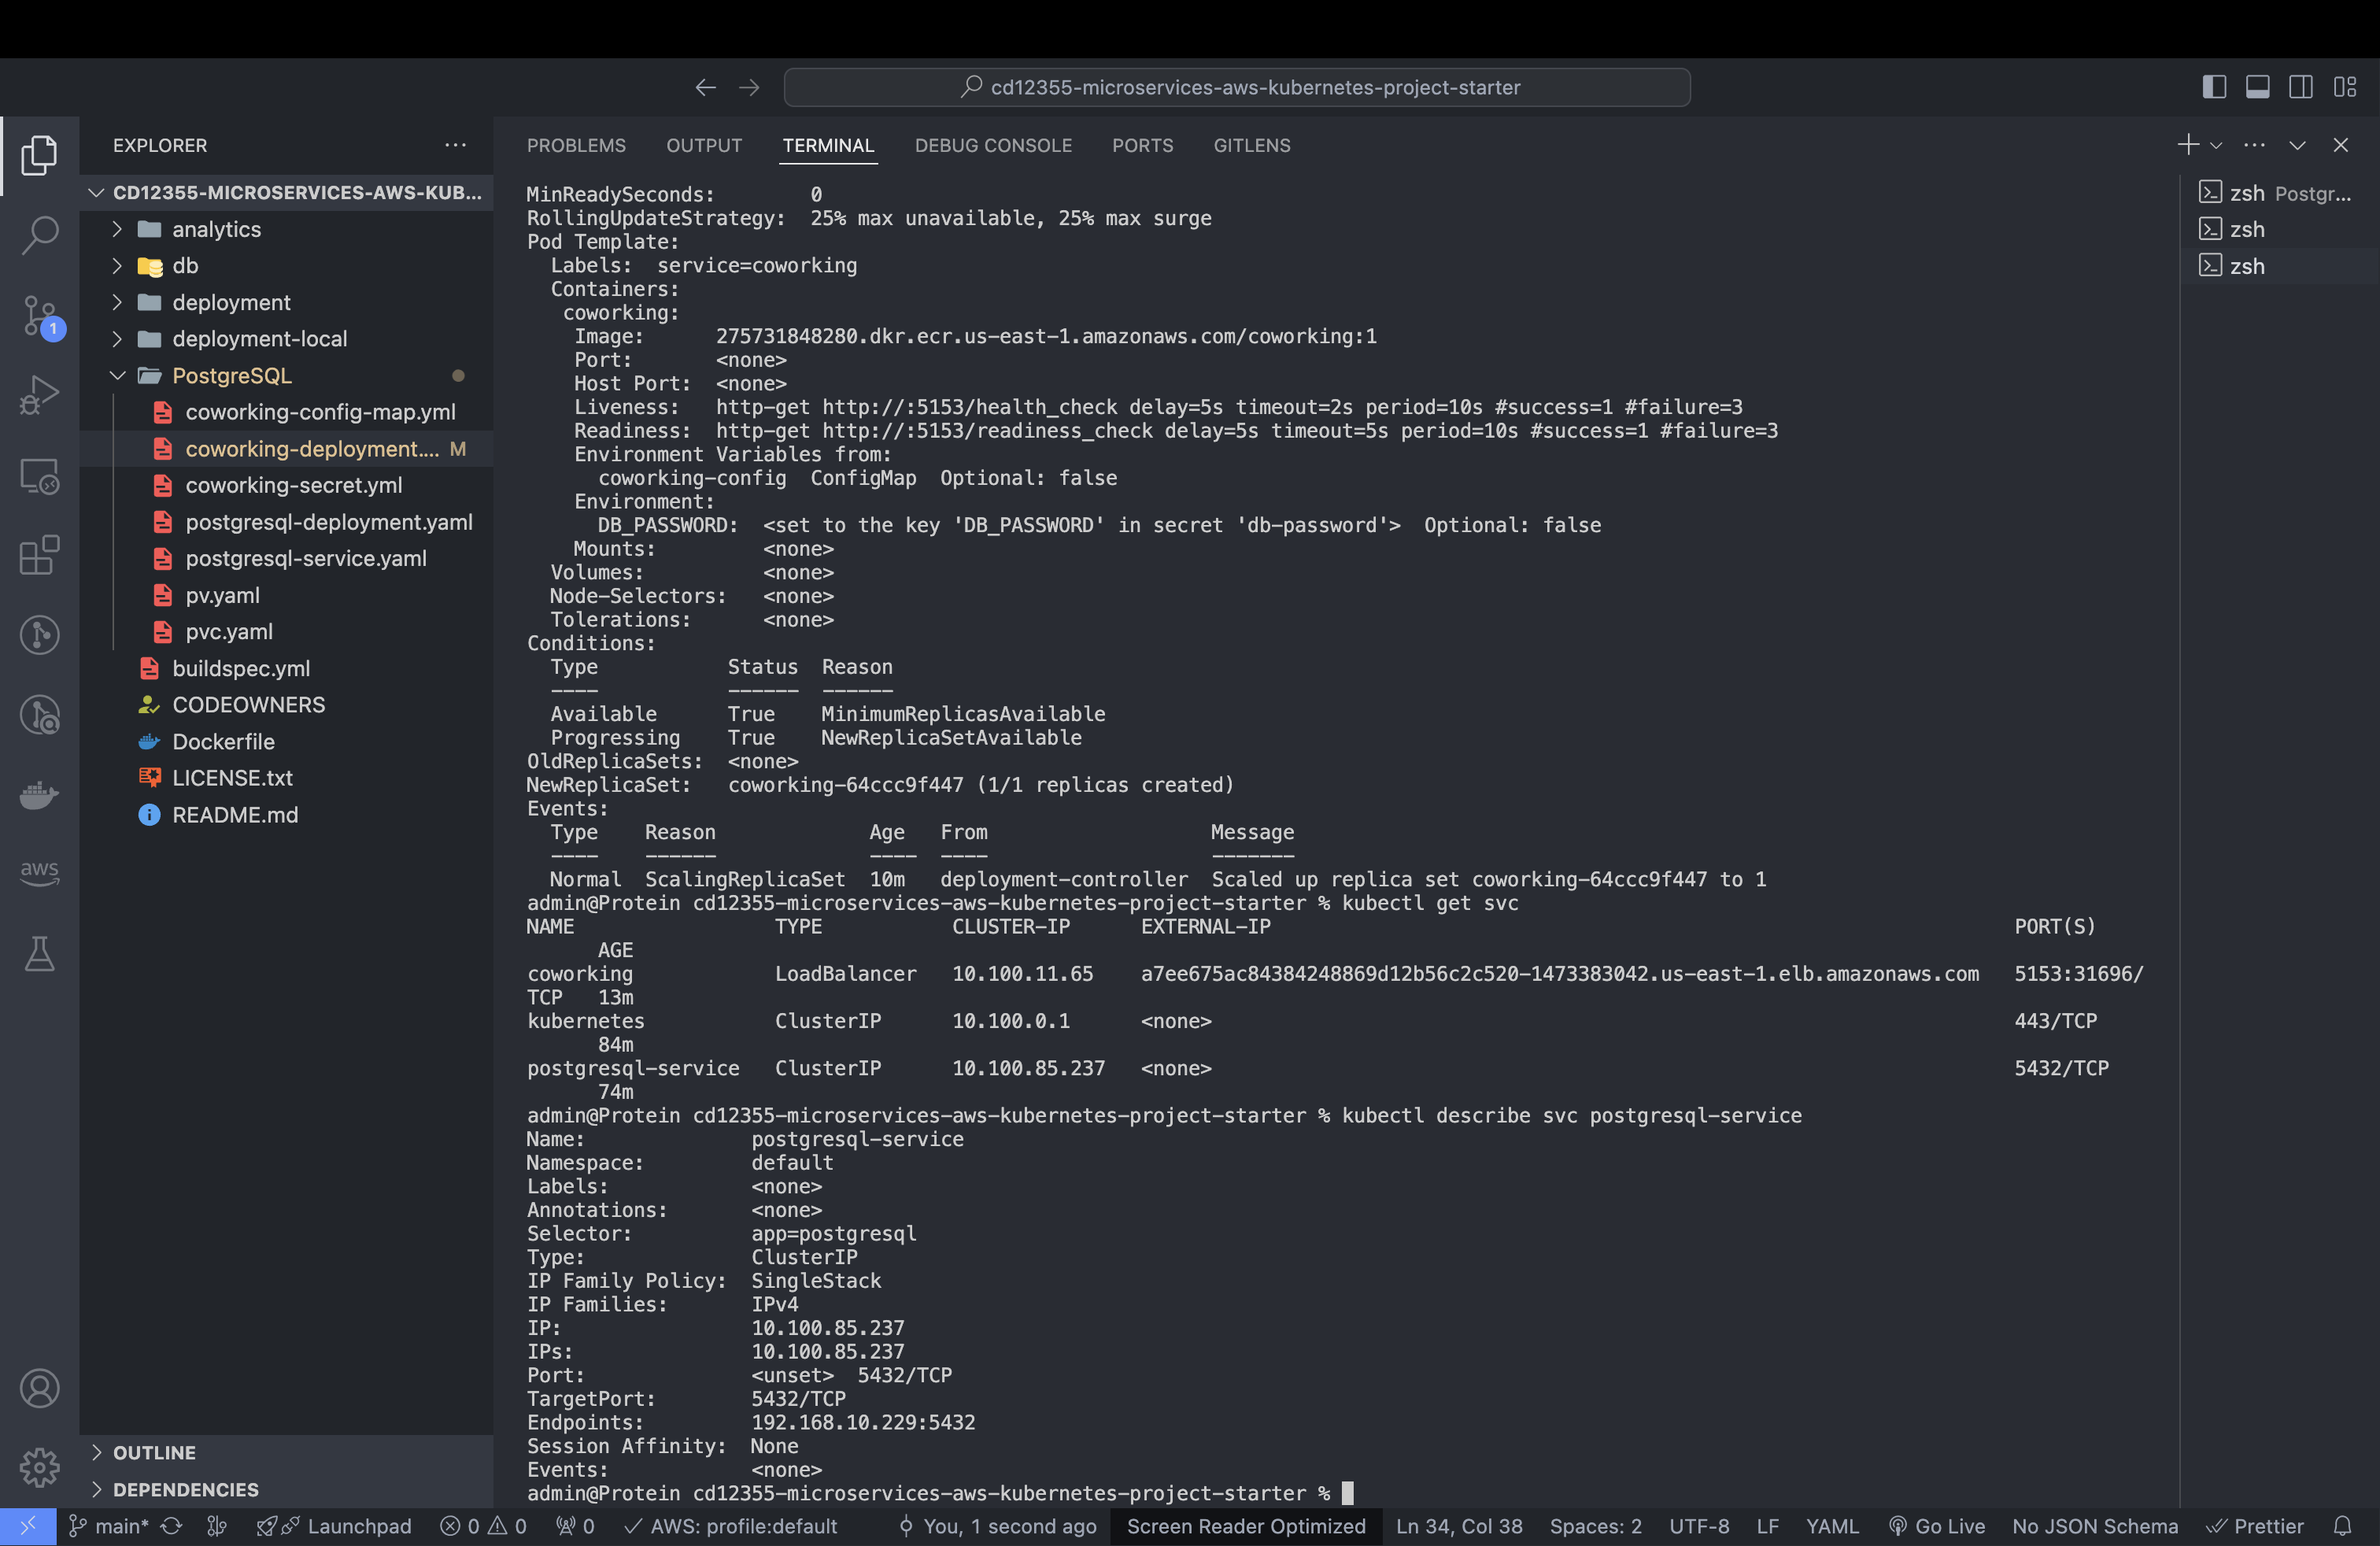 cd12355-microservices-aws-kubernetes-project-starter
EXPLORER
CD12355-MICROSERVICES-AWS-KUB...
analytics
db
deployment
deployment-local
PostgreSQL
coworking-config-map.yml
coworking-deployment.... M
coworking-secret.yml
postgresql-deployment.yaml
postgresql-service.yaml
pv.yaml
pvc.yaml
buildspec.yml
CODEOWNERS
Dockerfile
LICENSE.txt
README.md
OUTLINE
DEPENDENCIES
1
aws
PROBLEMS OUTPUT TERMINAL DEBUG CONSOLE PORTS GITLENS
MinReadySeconds: 0
RollingUpdateStrategy: 25% max unavailable, 25% max surge
Pod Template:
Labels: service=coworking
Containers:
coworking:
Image: 275731848280.dkr.ecr.us-east-1.amazonaws.com/coworking:1
Port: <none>
Host Port: <none>
Liveness: http-get http://:5153/health_check delay=5s timeout=2s period=10s #success=1 #failure=3
Readiness: http-get http://:5153/readiness_check delay=5s timeout=5s period=10s #success=1 #failure=3
Environment Variables from:
coworking-config ConfigMap Optional: false
Environment:
DB_PASSWORD: <set to the key 'DB_PASSWORD' in secret 'db-password'> Optional: false
Mounts: <none>
Volumes: <none>
Node-Selectors: <none>
Tolerations: <none>
Conditions:
Type Status Reason
---- ------ ------
Available True MinimumReplicasAvailable
Progressing True NewReplicaSetAvailable
OldReplicaSets: <none>
NewReplicaSet: coworking-64ccc9f447 (1/1 replicas created)
Events:
Type Reason Age From Message
---- ------ ---- ---- -------
Normal ScalingReplicaSet 10m deployment-controller Scaled up replica set coworking-64ccc9f447 to 1
admin@Protein cd12355-microservices-aws-kubernetes-project-starter % kubectl get svc
NAME TYPE CLUSTER-IP EXTERNAL-IP PORT(S)
AGE
coworking LoadBalancer 10.100.11.65 a7ee675ac84384248869d12b56c2c520-1473383042.us-east-1.elb.amazonaws.com 5153:31696/
TCP 13m
kubernetes ClusterIP 10.100.0.1 <none> 443/TCP
84m
postgresql-service ClusterIP 10.100.85.237 <none> 5432/TCP
74m
admin@Protein cd12355-microservices-aws-kubernetes-project-starter % kubectl describe svc postgresql-service
Name: postgresql-service
Namespace: default
Labels: <none>
Annotations: <none>
Selector: app=postgresql
Type: ClusterIP
IP Family Policy: SingleStack
IP Families: IPv4
IP: 10.100.85.237
IPs: 10.100.85.237
Port: <unset> 5432/TCP
TargetPort: 5432/TCP
Endpoints: 192.168.10.229:5432
Session Affinity: None
Events: <none>
admin@Protein cd12355-microservices-aws-kubernetes-project-starter %
zsh Postgr...
zsh
zsh
main* Launchpad 0 0 0 AWS: profile:default You, 1 second ago Screen Reader Optimized Ln 34, Col 38 Spaces: 2 UTF-8 LF YAML Go Live No JSON Schema Prettier